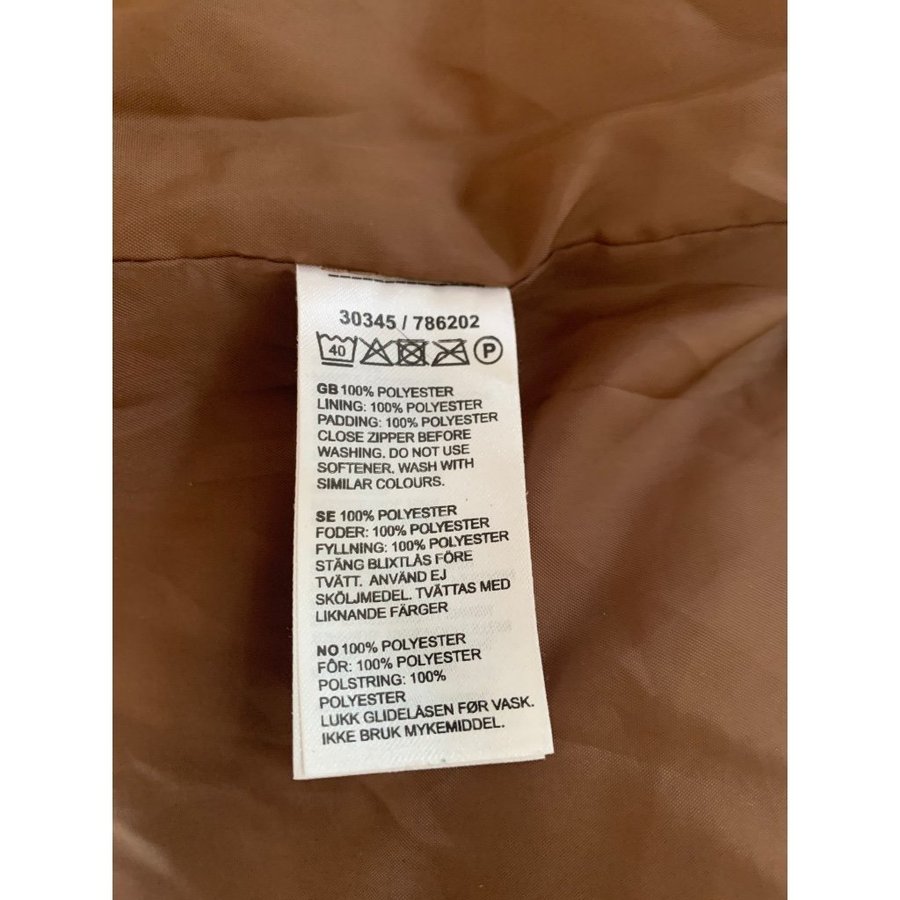 30345 / 786202
40 P
GB 100% POLYESTER
LINING: 100% POLYESTER
PADDING: 100% POLYESTER
CLOSE ZIPPER BEFORE
WASHING. DO NOT USE
SOFTENER. WASH WITH
SIMILAR COLOURS.
SE 100% POLYESTER
FODER: 100% POLYESTER
FYLLNING: 100% POLYESTER
STÄNG BLIXTLÅS FÖRE
TVÄTT. ANVÄND EJ
SKÖLJMEDEL. TVÄTTAS MED
LIKNANDE FÄRGER
NO 100% POLYESTER
FÔR: 100% POLYESTER
POLSTRING: 100%
POLYESTER
LUKK GLIDELÅSEN FØR VASK.
IKKE BRUK MYKEMIDDEL.